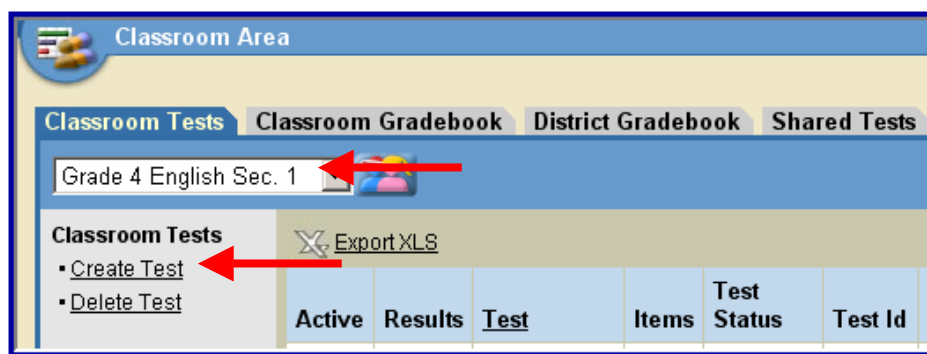 Classroom Area
Classroom Tests Classroom Gradebook District Gradebook Shared Tests
Grade 4 English Sec. 1
Classroom Tests
Export XLS
▪ Create Test
▪ Delete Test
Active Results Test Items Test Status Test Id